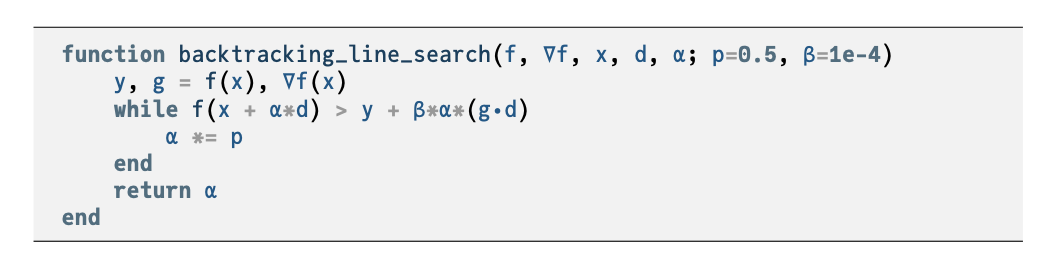 function backtracking_line_search(f, ∇f, x, d, α; p=0.5, β=1e-4)
    y, g = f(x), ∇f(x)
    while f(x + α*d) > y + β*α*(g⋅d)
        α *= p
    end
    return α
end